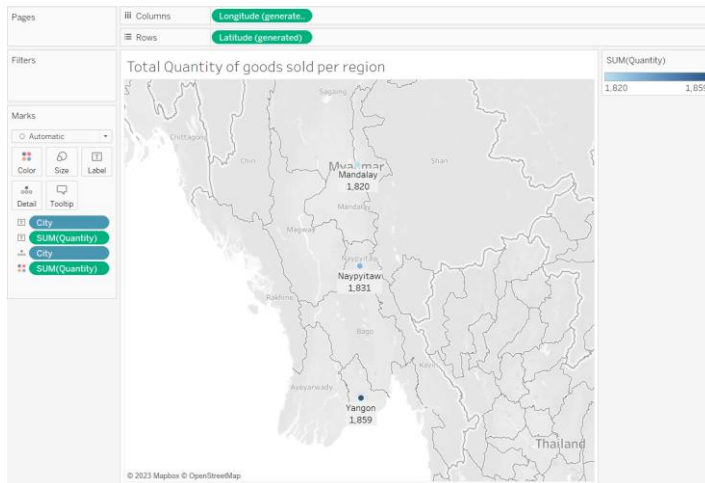 Pages
Columns
Longitude (generate..
Rows
Latitude (generated)
Filters
Marks
Automatic
Color
Size
Label
Detail
Tooltip
City
SUM(Quantity)
City
SUM(Quantity)
Total Quantity of goods sold per region
Sagaing
Chittagong
Chin
Myanmar
Shan
Mandalay
1,820
Mandalay
Magway
Naypyitaw
Naypyitaw
1,831
Rakhine
Bago
Kayin
Ayeyarwady
Yangon
1,859
Thailand
© 2023 Mapbox © OpenStreetMap
SUM(Quantity)
1,820
1,859